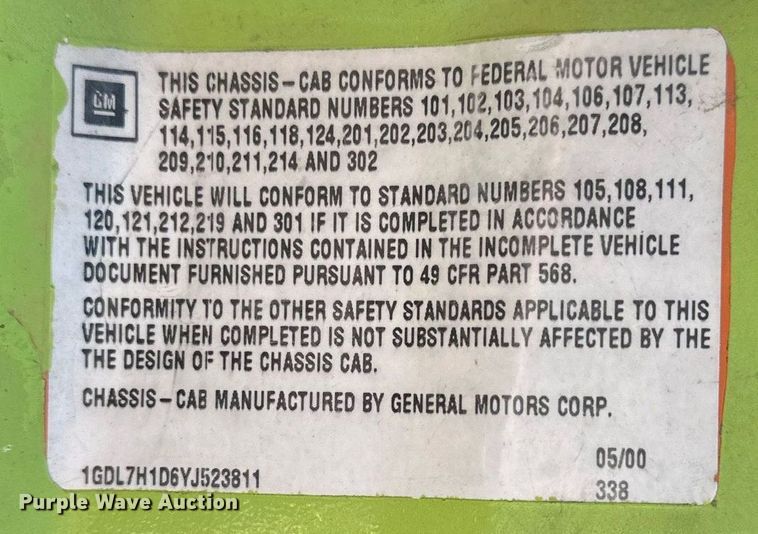 GM
THIS CHASSIS-CAB CONFORMS TO FEDERAL MOTOR VEHICLE
SAFETY STANDARD NUMBERS 101,102,103,104,106,107,113,
114,115,116,118,124,201,202,203,204,205,206,207,208,
209,210,211,214 AND 302
THIS VEHICLE WILL CONFORM TO STANDARD NUMBERS 105,108,111,
120,121,212,219 AND 301 IF IT IS COMPLETED IN ACCORDANCE
WITH THE INSTRUCTIONS CONTAINED IN THE INCOMPLETE VEHICLE
DOCUMENT FURNISHED PURSUANT TO 49 CFR PART 568.
CONFORMITY TO THE OTHER SAFETY STANDARDS APPLICABLE TO THIS
VEHICLE WHEN COMPLETED IS NOT SUBSTANTIALLY AFFECTED BY THE
THE DESIGN OF THE CHASSIS CAB.
CHASSIS-CAB MANUFACTURED BY GENERAL MOTORS CORP.
05/00
1GDL7H1D6YJ523811
338
Purple Wave Auction